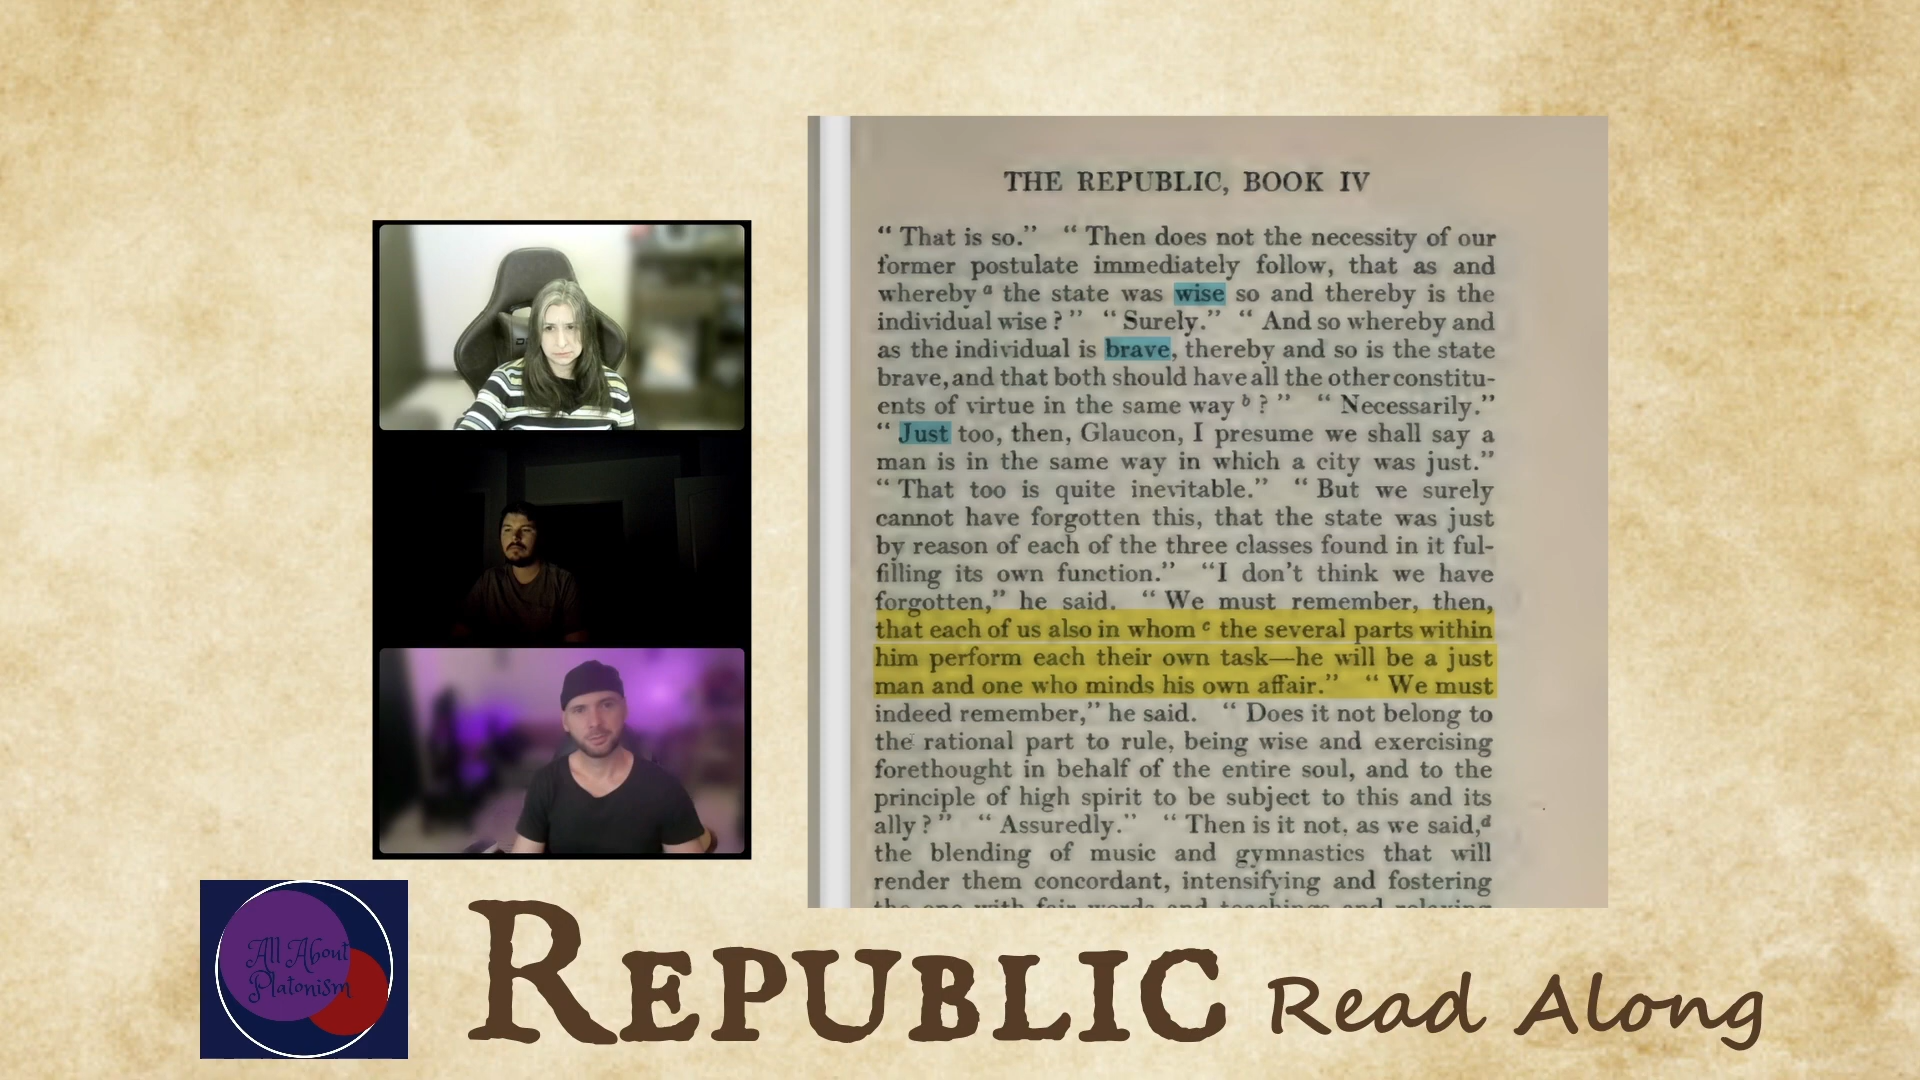 THE REPUBLIC, BOOK IV
“ That is so.” “ Then does not the necessity of our
former postulate immediately follow, that as and
whereby a the state was wise so and thereby is the
individual wise ? ” “ Surely.” “ And so whereby and
as the individual is brave, thereby and so is the state
brave, and that both should have all the other constitu-
ents of virtue in the same way b ? ” “ Necessarily.”
“ Just too, then, Glaucon, I presume we shall say a
man is in the same way in which a city was just.”
“ That too is quite inevitable.” “ But we surely
cannot have forgotten this, that the state was just
by reason of each of the three classes found in it ful-
filling its own function.” “I don’t think we have
forgotten,” he said. “ We must remember, then,
that each of us also in whom c the several parts within
him perform each their own task—he will be a just
man and one who minds his own affair.” “ We must
indeed remember,” he said. “ Does it not belong to
the rational part to rule, being wise and exercising
forethought in behalf of the entire soul, and to the
principle of high spirit to be subject to this and its
ally ? ” “ Assuredly.” “ Then is it not, as we said,d
the blending of music and gymnastics that will
render them concordant, intensifying and fostering
the one with fair words and teachings and relaxing
All About
Platonism
REPUBLIC Read Along